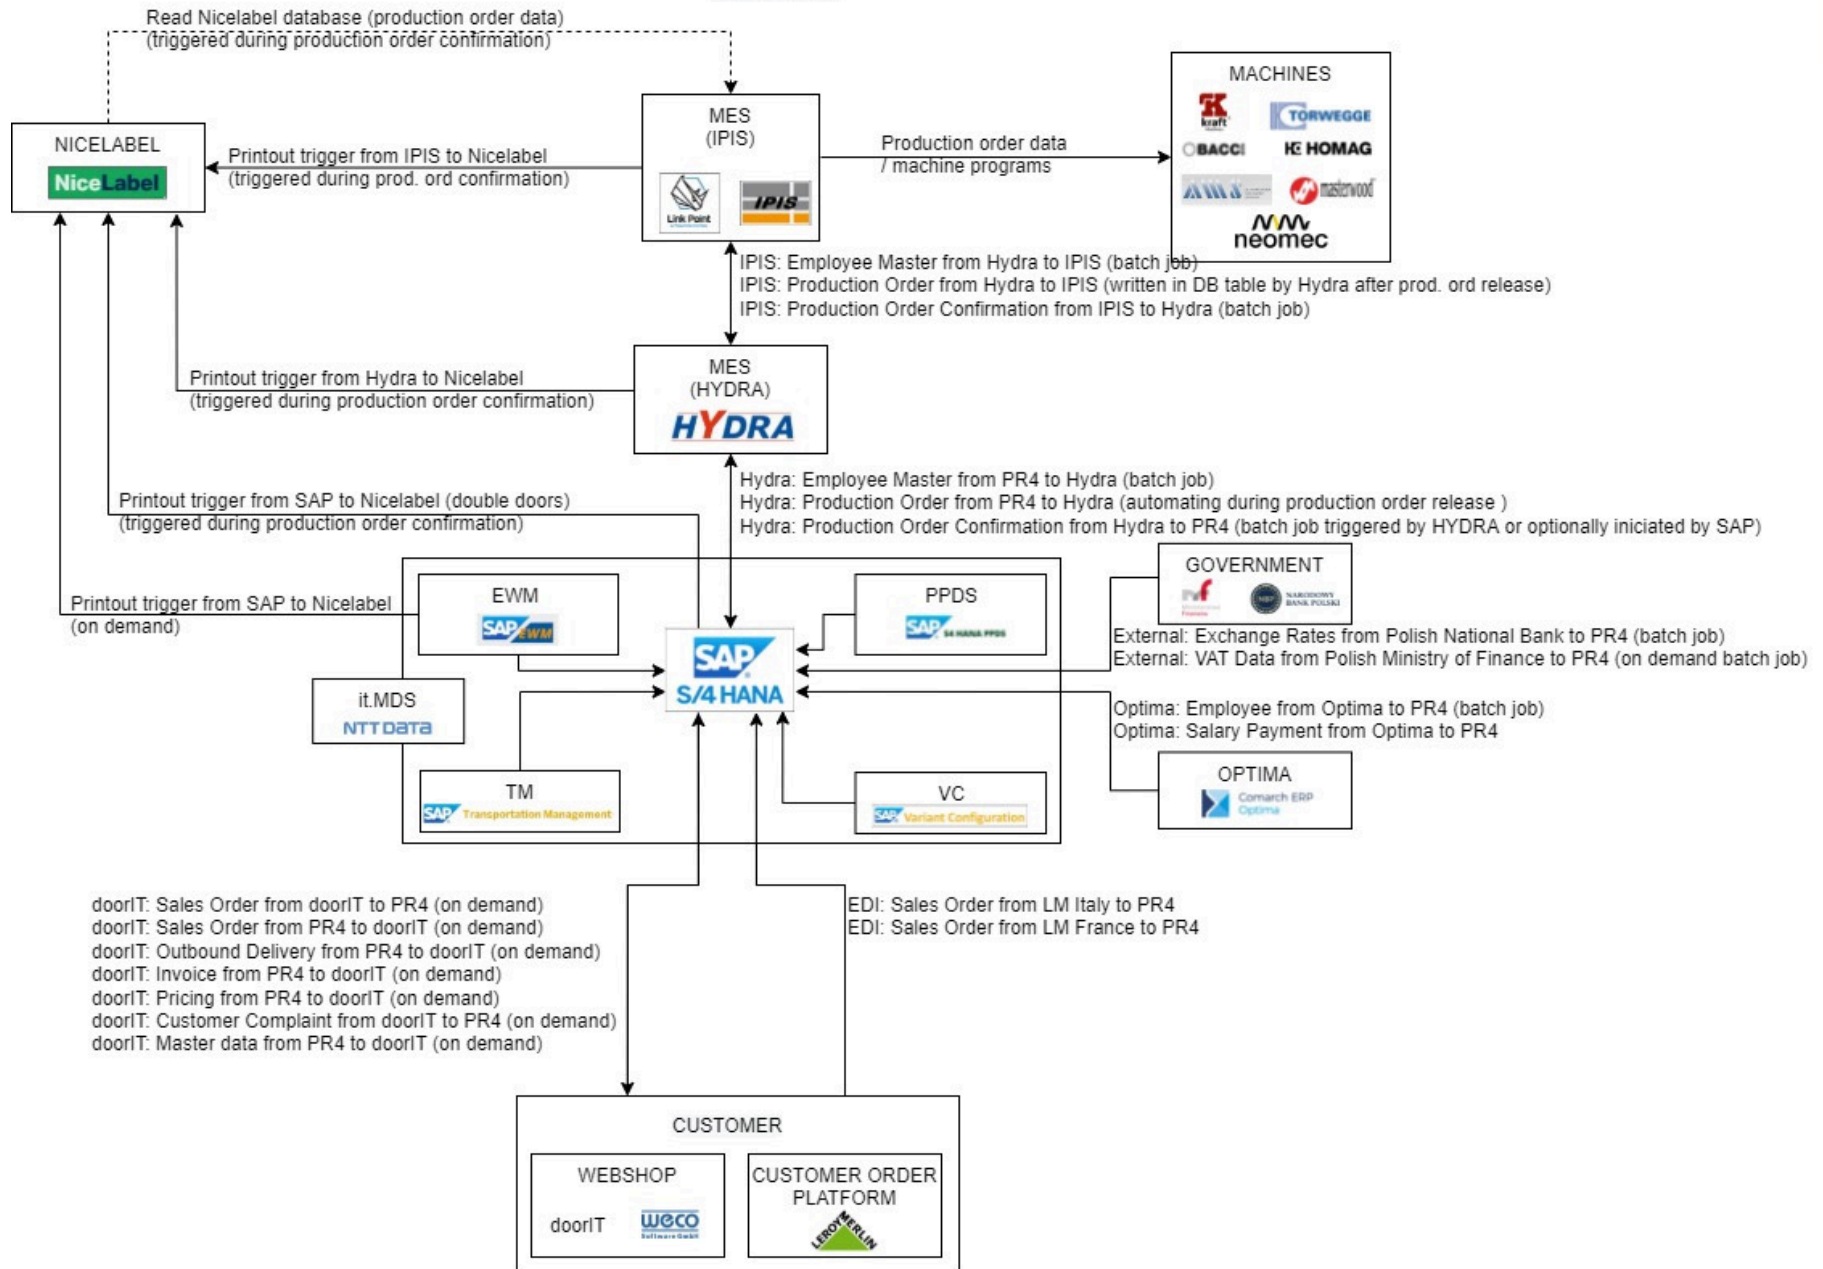 Read Nicelabel database (production order data)
(triggered during production order confirmation)
MACHINES
kraft
TORWEGGE
BACCI
HOMAG
AMS
masterwood
neomec
MES
(IPIS)
Link Point
IPIS
Production order data
/ machine programs
NICELABEL
NiceLabel
Printout trigger from IPIS to Nicelabel
(triggered during prod. ord confirmation)
IPIS: Employee Master from Hydra to IPIS (batch job)
IPIS: Production Order from Hydra to IPIS (written in DB table by Hydra after prod. ord release)
IPIS: Production Order Confirmation from IPIS to Hydra (batch job)
MES
(HYDRA)
HYDRA
Printout trigger from Hydra to Nicelabel
(triggered during production order confirmation)
Hydra: Employee Master from PR4 to Hydra (batch job)
Hydra: Production Order from PR4 to Hydra (automating during production order release )
Hydra: Production Order Confirmation from Hydra to PR4 (batch job triggered by HYDRA or optionally iniciated by SAP)
Printout trigger from SAP to Nicelabel (double doors)
(triggered during production order confirmation)
Printout trigger from SAP to Nicelabel
(on demand)
EWM
SAP EWM
PPDS
SAP S4 HANA PPDS
SAP
S/4 HANA
GOVERNMENT
Finansów
NBP
NARODOWY
BANK POLSKI
External: Exchange Rates from Polish National Bank to PR4 (batch job)
External: VAT Data from Polish Ministry of Finance to PR4 (on demand batch job)
it.MDS
NTT DATA
Optima: Employee from Optima to PR4 (batch job)
Optima: Salary Payment from Optima to PR4
OPTIMA
Comarch ERP
Optima
TM
SAP Transportation Management
VC
SAP Variant Configuration
doorIT: Sales Order from doorIT to PR4 (on demand)
doorIT: Sales Order from PR4 to doorIT (on demand)
doorIT: Outbound Delivery from PR4 to doorIT (on demand)
doorIT: Invoice from PR4 to doorIT (on demand)
doorIT: Pricing from PR4 to doorIT (on demand)
doorIT: Customer Complaint from doorIT to PR4 (on demand)
doorIT: Master data from PR4 to doorIT (on demand)
EDI: Sales Order from LM Italy to PR4
EDI: Sales Order from LM France to PR4
CUSTOMER
WEBSHOP
doorIT
weco
Software GmbH
CUSTOMER ORDER
PLATFORM
LEROY MERLIN